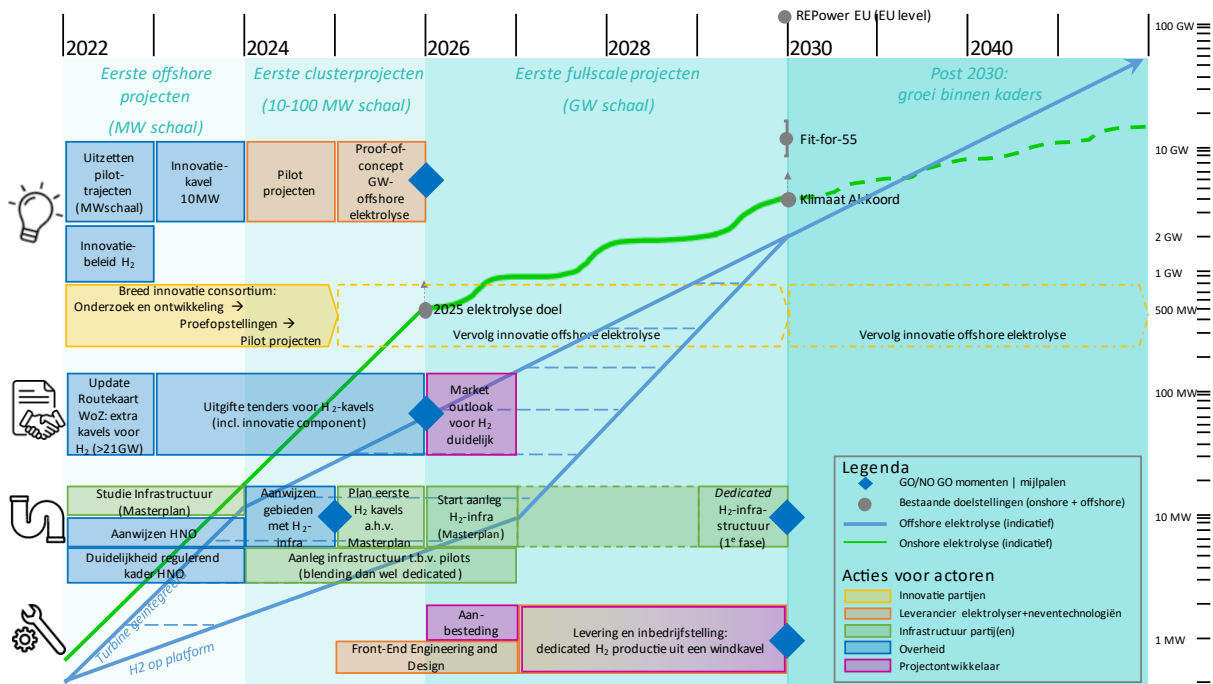 REPower EU (EU level)
100 GW
2022
2024
2026
2028
2030
2040
Eerste offshore
projecten
(MW schaal)
Eerste clusterprojecten
(10-100 MW schaal)
Eerste full-scale projecten
(GW schaal)
Post 2030:
groei binnen kaders
Uitzetten
pilot-
trajecten
(MWschaal)
Innovatie-
kavel
10MW
Pilot
projecten
Proof-of-
concept
GW-
offshore
elektrolyse
Fit-for-55
10 GW
Klimaat Akkoord
Innovatie-
beleid H2
2 GW
1 GW
Breed innovatie consortium:
Onderzoek en ontwikkeling →
Proefopstellingen →
Pilot projecten
2025 elektrolyse doel
500 MW
Vervolg innovatie offshore elektrolyse
Vervolg innovatie offshore elektrolyse
Update
Routekaart
WoZ: extra
kavels voor
H2 (>21GW)
Uitgifte tenders voor H2-kavels
(incl. innovatie component)
Market
outlook
voor H2
duidelijk
100 MW
Studie Infrastructuur
(Masterplan)
Aanwijzen HNO
Duidelijkheid regulerend
kader HNO
Aanwijzen
gebieden
met H2-
infra
Plan eerste
H2 kavels
a.h.v.
Masterplan
Start aanleg
H2-infra
(Masterplan)
Dedicated
H2-infra-
structuur
(1e fase)
10 MW
Aanleg infrastructuur t.b.v. pilots
(blending dan wel dedicated)
Turbine geïntegreerd
H2 op platform
Aan-
besteding
Front-End Engineering and
Design
Levering en inbedrijfstelling:
dedicated H2 productie uit een windkavel
1 MW
Legenda
GO/NO GO momenten | mijlpalen
Bestaande doelstellingen (onshore + offshore)
Offshore elektrolyse (indicatief)
Onshore elektrolyse (indicatief)
Acties voor actoren
Innovatie partijen
Leverancier elektrolyser+neventechnologiën
Infrastructuur partij(en)
Overheid
Projectontwikkelaar